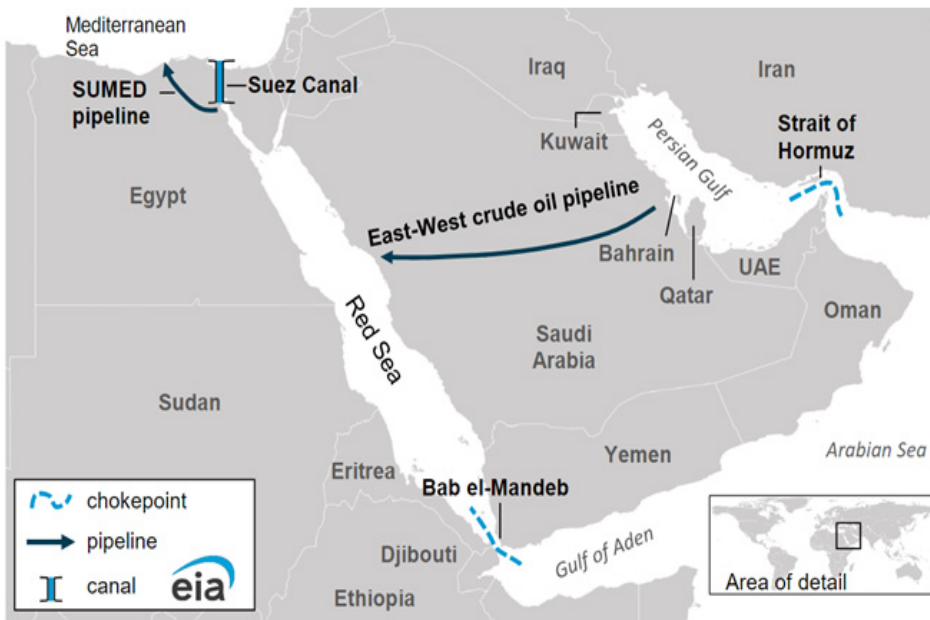 Mediterranean
Sea
SUMED
pipeline
Suez Canal
Iraq
Iran
Kuwait
Persian Gulf
Strait of
Hormuz
Egypt
East-West crude oil pipeline
Bahrain
Qatar
UAE
Oman
Red Sea
Saudi
Arabia
Sudan
Eritrea
Yemen
Arabian Sea
Bab el-Mandeb
Djibouti
Gulf of Aden
Ethiopia
chokepoint
pipeline
canal
eia
Area of detail